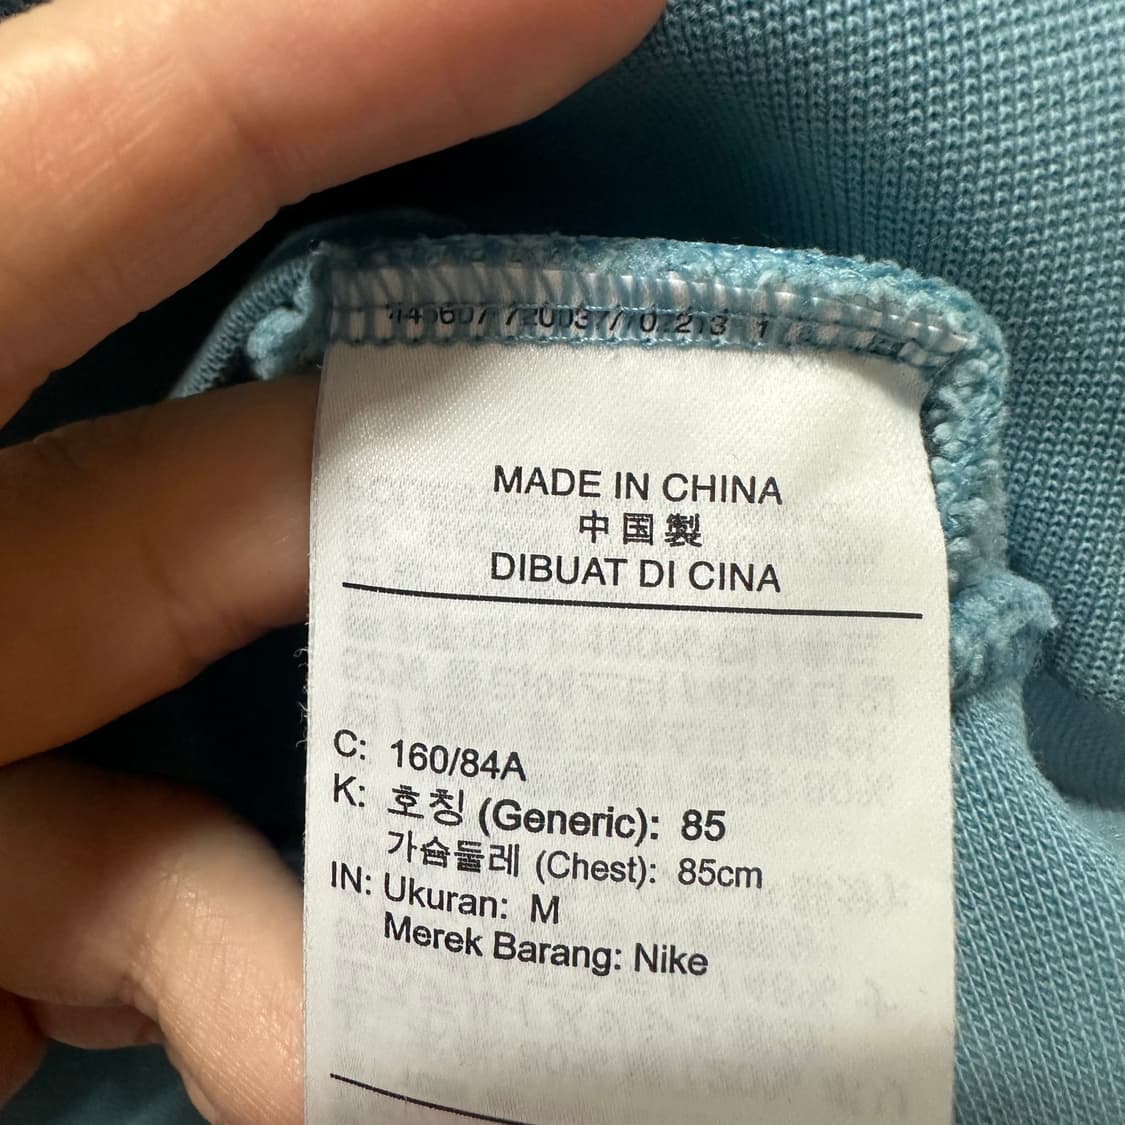 MADE IN CHINA
中国製
DIBUAT DI CINA
C: 160/84A
K: 호칭 (Generic): 85
가슴둘레 (Chest): 85cm
IN: Ukuran: M
Merek Barang: Nike